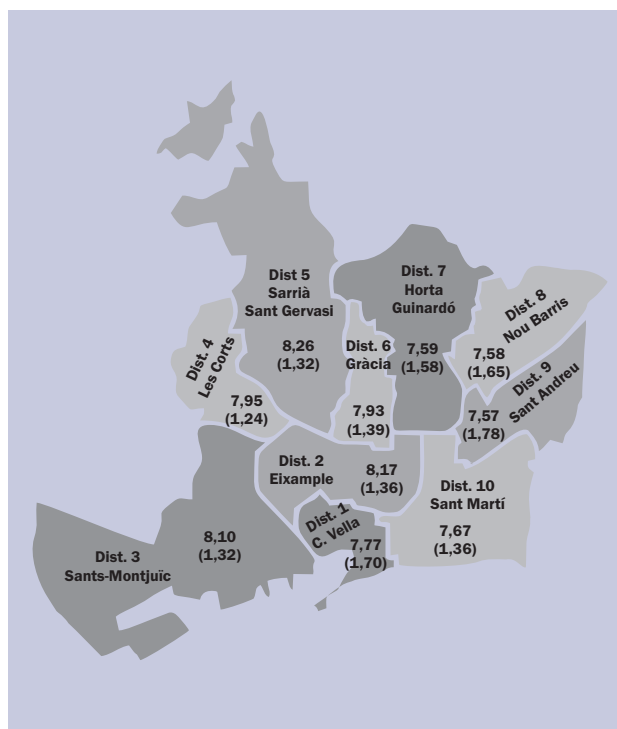 Dist 5
Sarrià
Sant Gervasi
8,26
(1,32)
Dist. 7
Horta
Guinardó
7,59
(1,58)
Dist. 8
Nou Barris
7,58
(1,65)
Dist. 4
Les Corts
7,95
(1,24)
Dist. 6
Gràcia
7,93
(1,39)
Dist. 9
Sant Andreu
7,57
(1,78)
Dist. 2
Eixample
8,17
(1,36)
Dist. 10
Sant Martí
7,67
(1,36)
Dist. 1
C. Vella
7,77
(1,70)
Dist. 3
Sants-Montjuïc
8,10
(1,32)